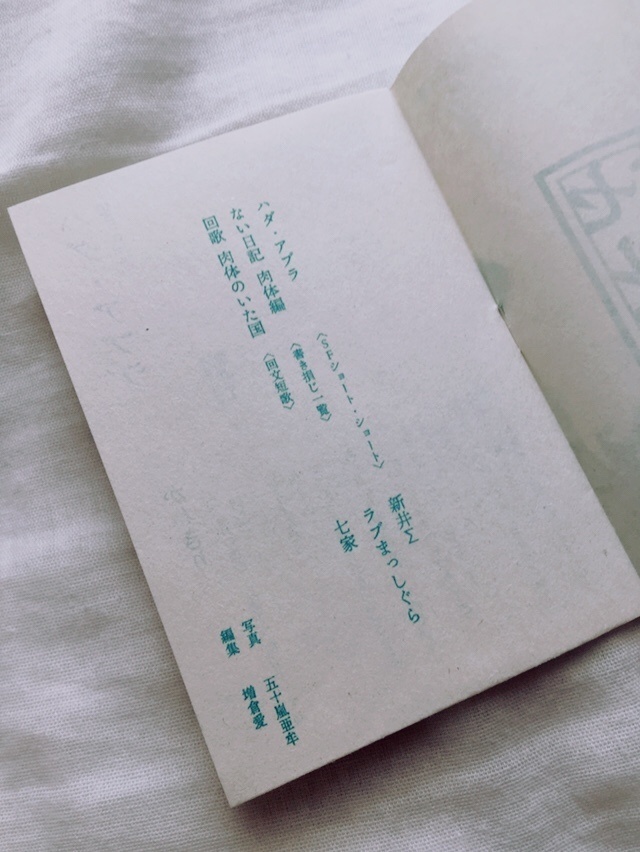 ハダ・アブラ 〈SFショート・ショート〉 新井Σ
ない日記 肉体編 〈書き損じ一覧〉 ラブまっしぐら
回歌 肉体のいた国 〈回文短歌〉 七家
写真 五十嵐亜牟
編集 増倉愛